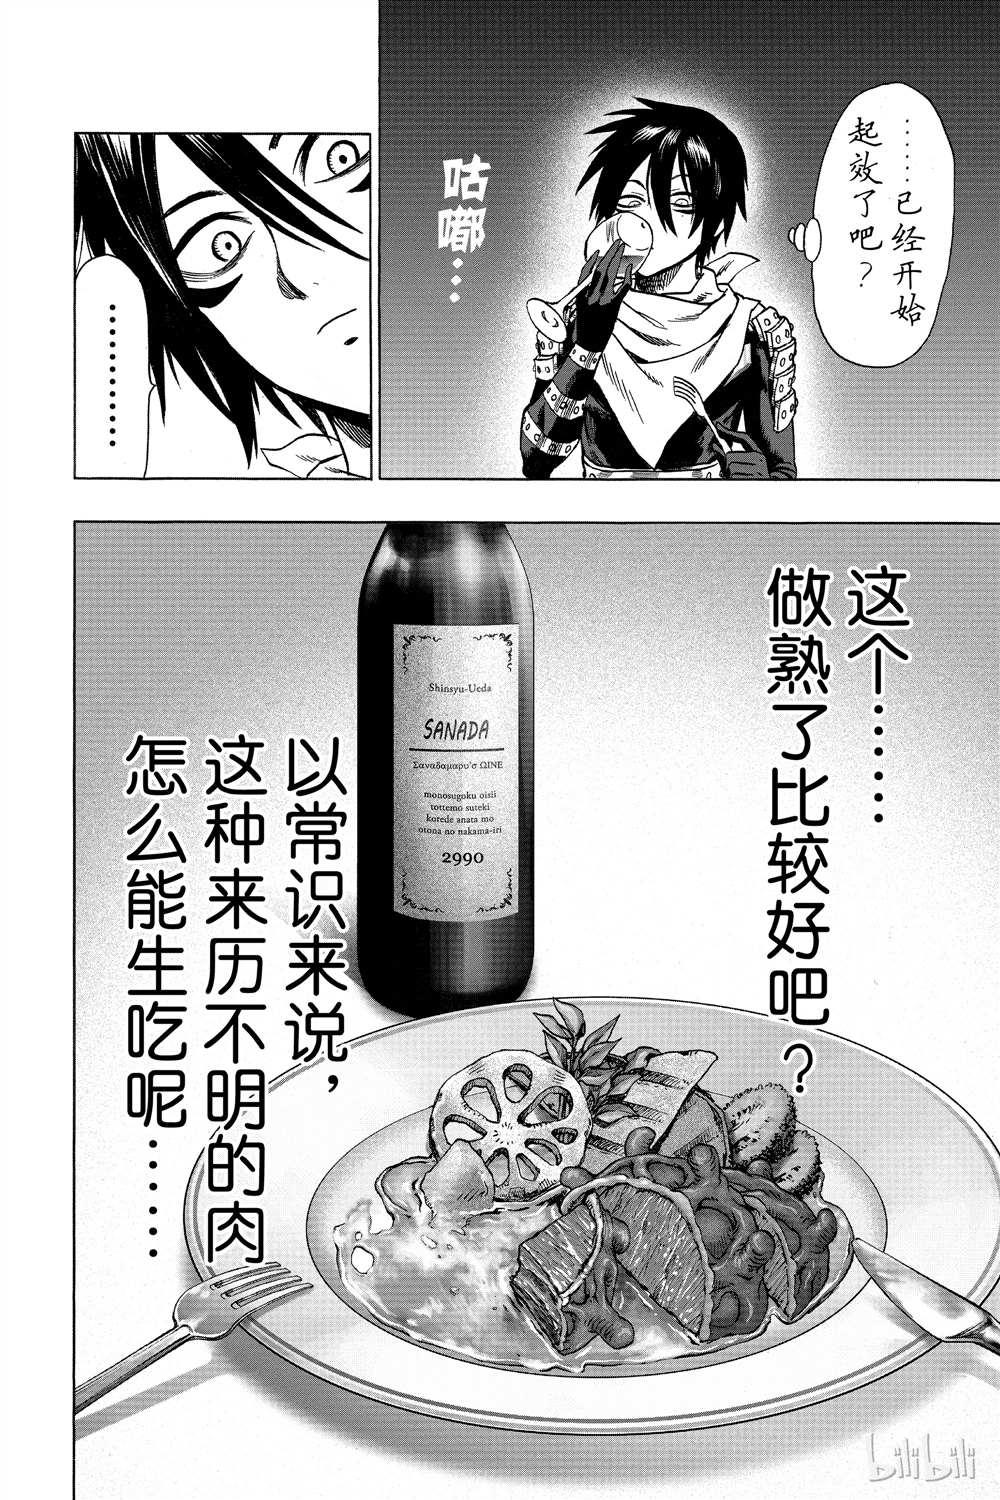 ……已经开始
起效了吧？
咕嘟…
………
这个……
做熟了比较好吧？
以常识来说，
这种来历不明的肉
怎么能生吃呢……
Shinsyu-Ueda
SANADA
Σαναδαμαρυ'σ ΩINE
monosugoku oisii
tottemo suteki
korede anata mo
otona no nakama-iri
2990
bilibili